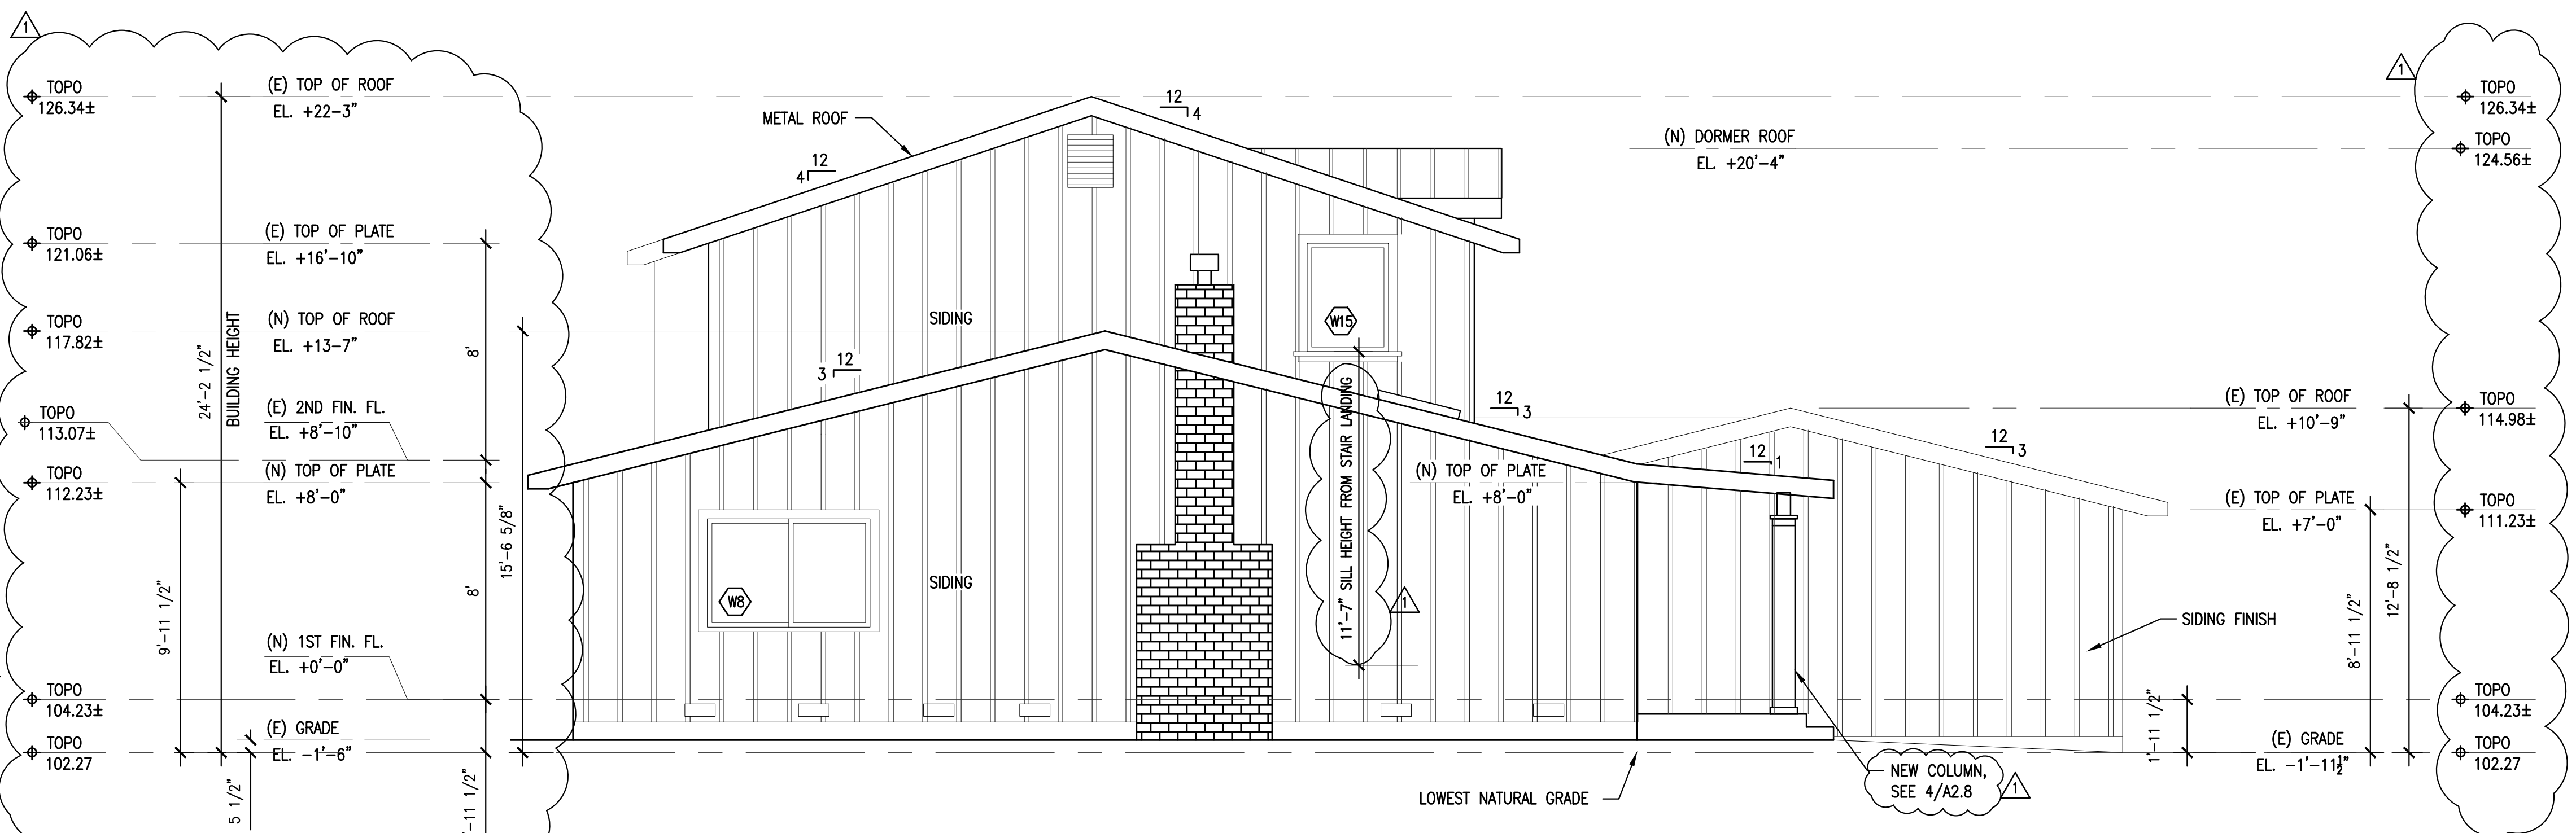 1
TOPO
126.34±
(E) TOP OF ROOF
EL. +22-3"
TOPO
121.06±
(E) TOP OF PLATE
EL. +16'-10"
TOPO
117.82±
(N) TOP OF ROOF
EL. +13-7"
TOPO
113.07±
(E) 2ND FIN. FL.
EL. +8'-10"
TOPO
112.23±
(N) TOP OF PLATE
EL. +8'-0"
TOPO
104.23±
(N) 1ST FIN. FL.
EL. +0'-0"
TOPO
102.27
(E) GRADE
EL. -1'-6"
9'-11 1/2"
24'-2 1/2"
BUILDING HEIGHT
5 1/2"
8'
8'
'-11 1/2"
15'-6 5/8"
METAL ROOF
12
4
12
4
SIDING
12
3
W15
11'-7" SILL HEIGHT FROM STAIR LANDING
1
SIDING
W8
12
3
(N) TOP OF PLATE
EL. +8'-0"
12
1
12
3
LOWEST NATURAL GRADE
NEW COLUMN,
SEE 4/A2.8
1
SIDING FINISH
(N) DORMER ROOF
EL. +20'-4"
(E) TOP OF ROOF
EL. +10'-9"
(E) TOP OF PLATE
EL. +7'-0"
(E) GRADE
EL. -1'-11½"
1'-11 1/2"
8'-11 1/2"
12'-8 1/2"
1
TOPO
126.34±
TOPO
124.56±
TOPO
114.98±
TOPO
111.23±
TOPO
104.23±
TOPO
102.27